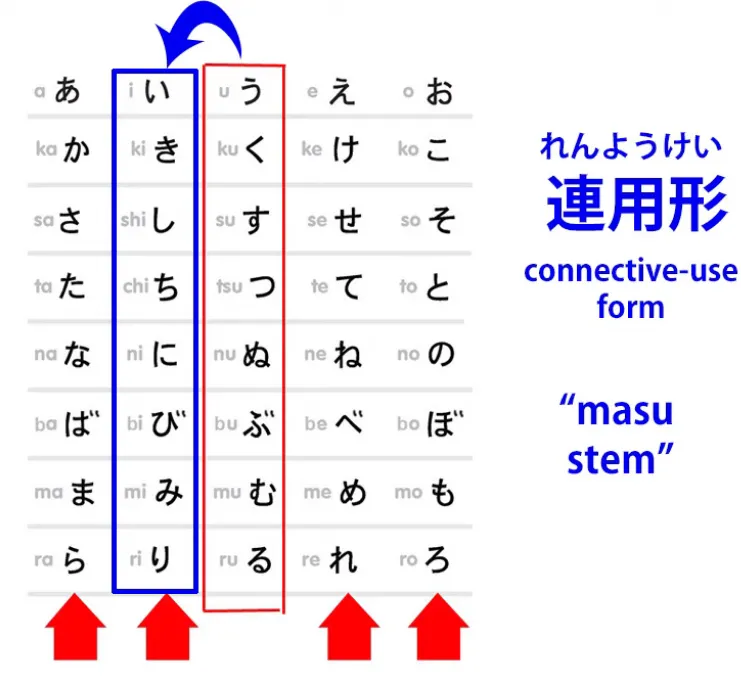 a あ i い u う e え o お
ka か ki き ku く ke け ko こ
sa さ shi し su す se せ so そ
ta た chi ち tsu つ te て to と
na な ni に nu ぬ ne ね no の
ba ば bi び bu ぶ be べ bo ぼ
ma ま mi み mu む me め mo も
ra ら ri り ru る re れ ro ろ
れんようけい
連用形
connective-use
form
“masu
stem”